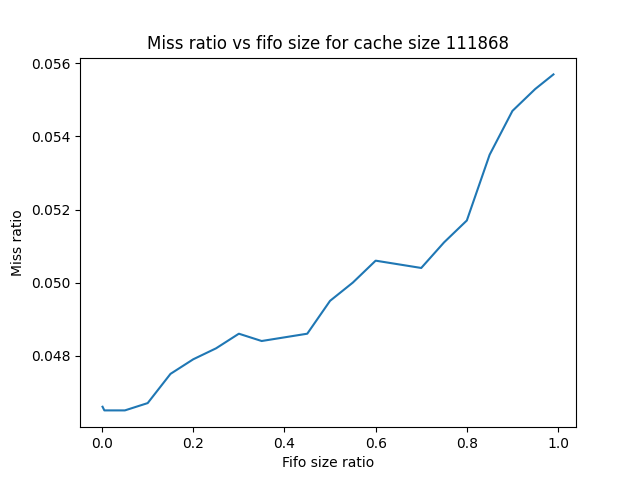 Miss ratio vs fifo size for cache size 111868
0.056
0.054
0.052
0.050
0.048
Miss ratio
0.0 0.2 0.4 0.6 0.8 1.0
Fifo size ratio